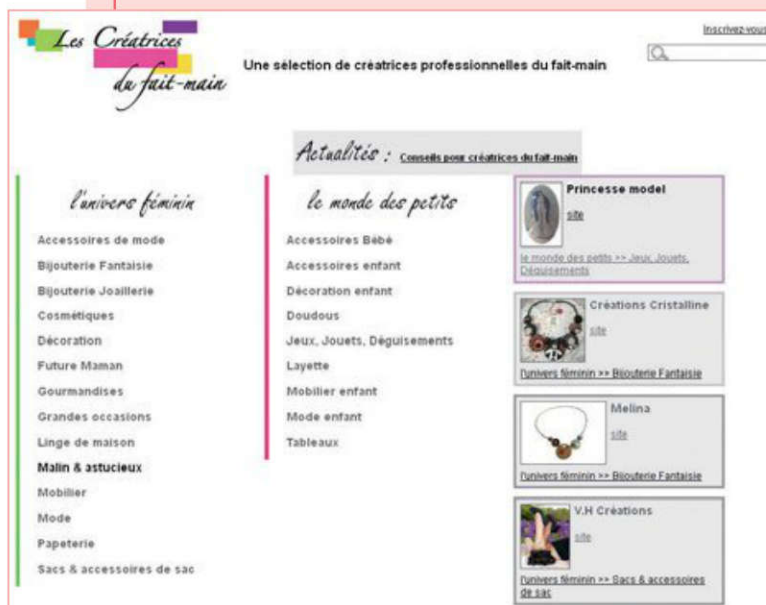 Les Créatrices
du fait-main
Une sélection de créatrices professionnelles du fait-main
Inscrivez-vous
Actualités : Conseils pour créatrices du fait-main
l'univers féminin
Accessoires de mode
Bijouterie Fantaisie
Bijouterie Joaillerie
Cosmétiques
Décoration
Future Maman
Gourmandises
Grandes occasions
Linge de maison
Malin & astucieux
Mobilier
Mode
Papeterie
Sacs & accessoires de sac
le monde des petits
Accessoires Bébé
Accessoires enfant
Décoration enfant
Doudous
Jeux, Jouets, Déguisements
Layette
Mobilier enfant
Mode enfant
Tableaux
Princesse model
site
le monde des petits >> Jeux, Jouets,
Déguisements
Créations Cristalline
site
l'univers féminin >> Bijouterie Fantaisie
Melina
site
l'univers féminin >> Bijouterie Fantaisie
V.H Créations
site
l'univers féminin >> Sacs & accessoires
de sac